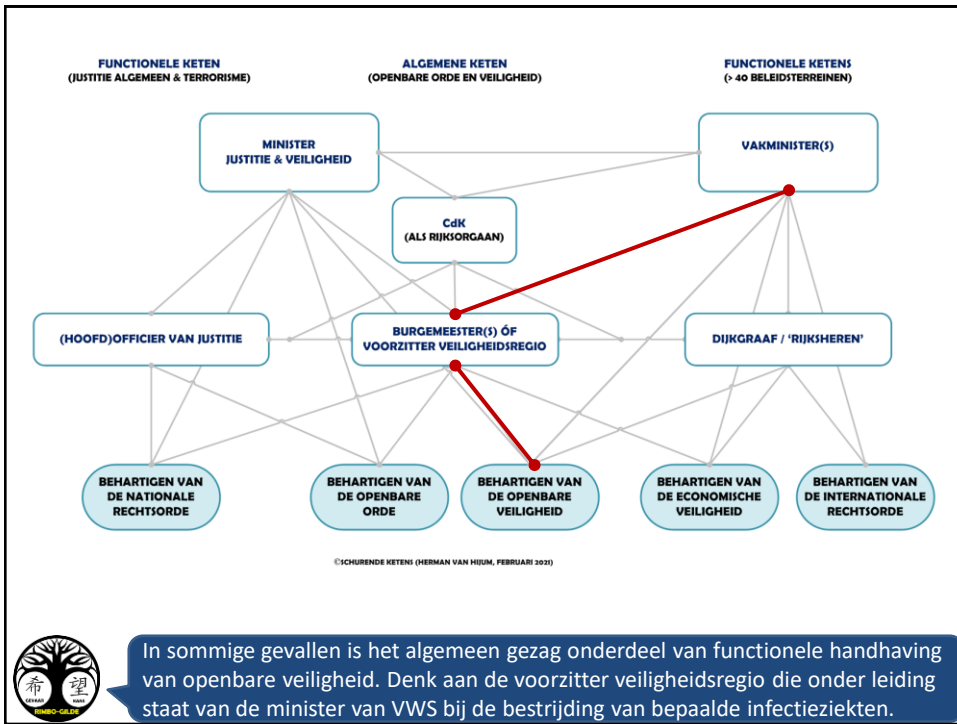 FUNCTIONELE KETEN
(JUSTITIE ALGEMEEN & TERRORISME)
ALGEMENE KETEN
(OPENBARE ORDE EN VEILIGHEID)
FUNCTIONELE KETENS
(> 40 BELEIDSTERREINEN)
MINISTER
JUSTITIE & VEILIGHEID
VAKMINISTER(S)
CdK
(ALS RIJKSORGAAN)
(HOOFD)OFFICIER VAN JUSTITIE
BURGEMEESTER(S) ÓF
VOORZITTER VEILIGHEIDSREGIO
DIJKGRAAF / ‘RIJKSHEREN’
BEHARTIGEN VAN
DE NATIONALE
RECHTSORDE
BEHARTIGEN VAN
DE OPENBARE
ORDE
BEHARTIGEN VAN
DE OPENBARE
VEILIGHEID
BEHARTIGEN VAN
DE ECONOMISCHE
VEILIGHEID
BEHARTIGEN VAN
DE INTERNATIONALE
RECHTSORDE
©SCHURENDE KETENS (HERMAN VAN HIJUM, FEBRUARI 2021)
希 望
GEVAAR KANS
RIMBO-GILDE
In sommige gevallen is het algemeen gezag onderdeel van functionele handhaving
van openbare veiligheid. Denk aan de voorzitter veiligheidsregio die onder leiding
staat van de minister van VWS bij de bestrijding van bepaalde infectieziekten.